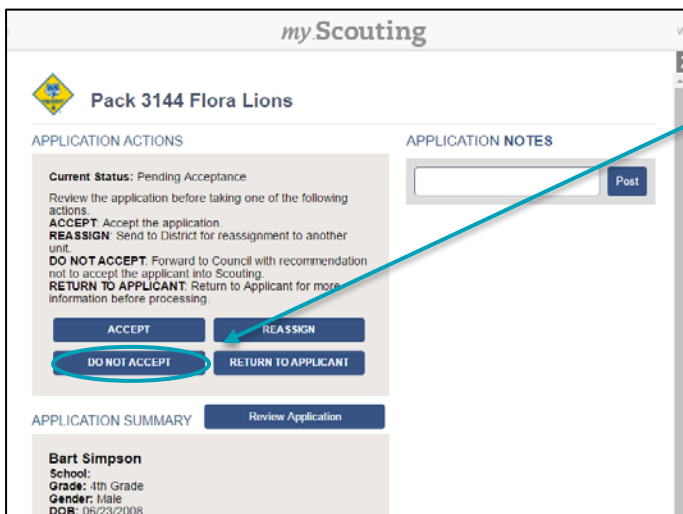 my.Scouting
Pack 3144 Flora Lions
APPLICATION ACTIONS
Current Status: Pending Acceptance
Review the application before taking one of the following
actions.
ACCEPT: Accept the application.
REASSIGN: Send to District for reassignment to another
unit.
DO NOT ACCEPT: Forward to Council with recommendation
not to accept the applicant into Scouting.
RETURN TO APPLICANT: Return to Applicant for more
information before processing.
ACCEPT REASSIGN
DO NOT ACCEPT RETURN TO APPLICANT
APPLICATION NOTES
Post
APPLICATION SUMMARY Review Application
Bart Simpson
School:
Grade: 4th Grade
Gender: Male
DOB: 06/23/2008